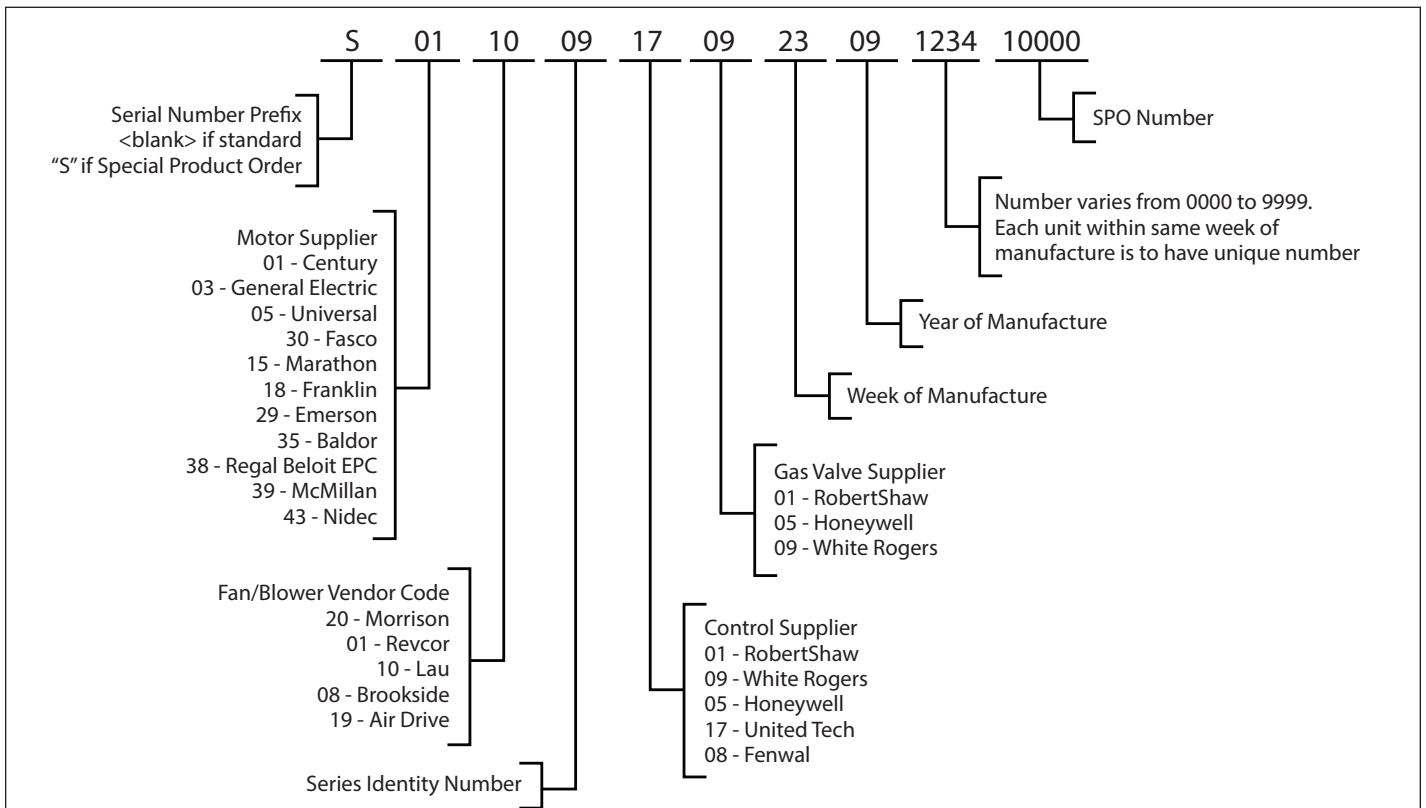 S 01 10 09 17 09 23 09 1234 10000
Serial Number Prefix
<blank> if standard
“S” if Special Product Order
SPO Number
Number varies from 0000 to 9999.
Each unit within same week of
manufacture is to have unique number
Motor Supplier
01 - Century
03 - General Electric
05 - Universal
30 - Fasco
15 - Marathon
18 - Franklin
29 - Emerson
35 - Baldor
38 - Regal Beloit EPC
39 - McMillan
43 - Nidec
Year of Manufacture
Week of Manufacture
Gas Valve Supplier
01 - RobertShaw
05 - Honeywell
09 - White Rogers
Fan/Blower Vendor Code
20 - Morrison
01 - Revcor
10 - Lau
08 - Brookside
19 - Air Drive
Control Supplier
01 - RobertShaw
09 - White Rogers
05 - Honeywell
17 - United Tech
08 - Fenwal
Series Identity Number